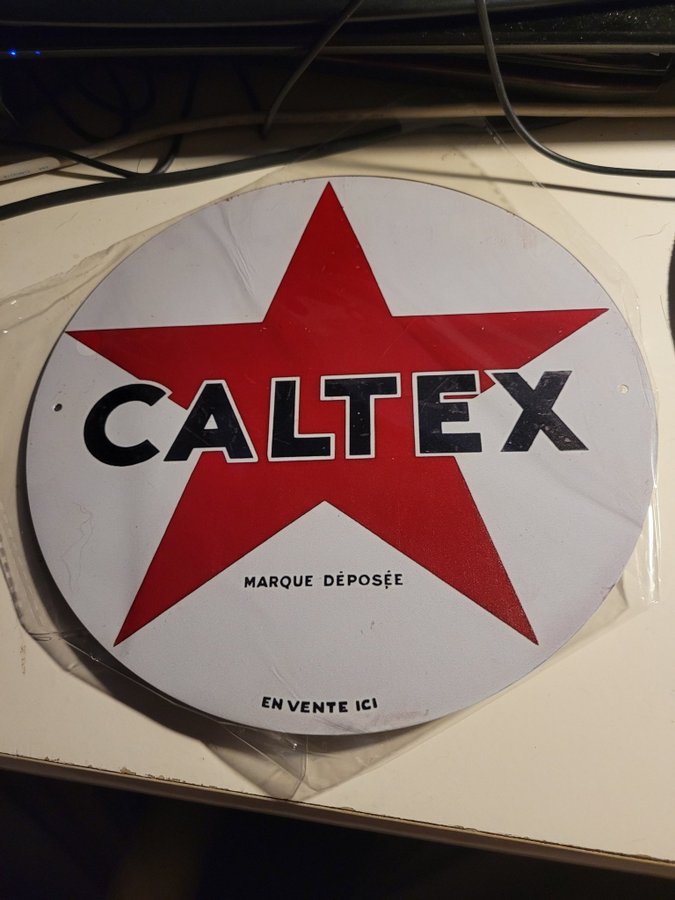 CALTEX
MARQUE DÉPOSÉE
EN VENTE ICI